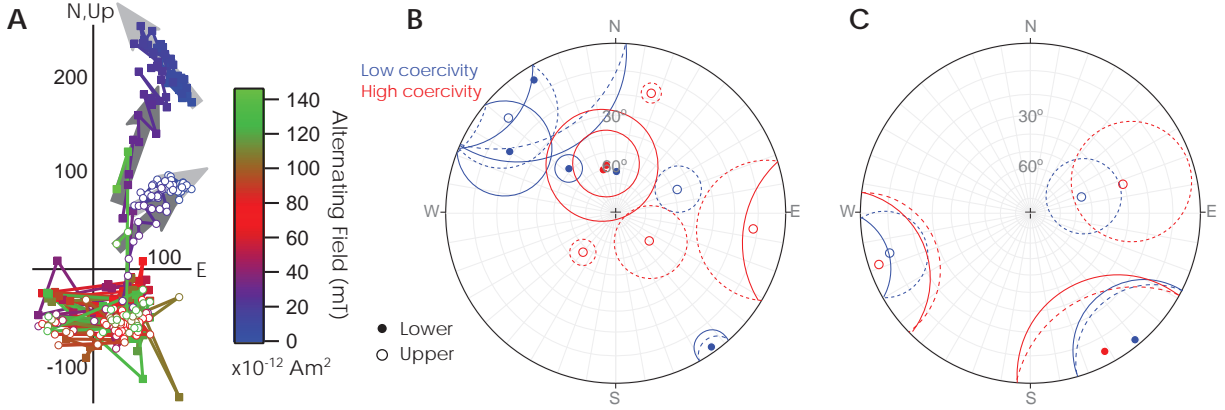 A
N,Up
200
100
100
E
-100
140
120
100
80
60
40
20
0
Alternating Field (mT)
x10⁻¹² Am²
B
N
Low coercivity
High coercivity
30°
W
E
S
Lower
Upper
C
N
30°
60°
W
E
S